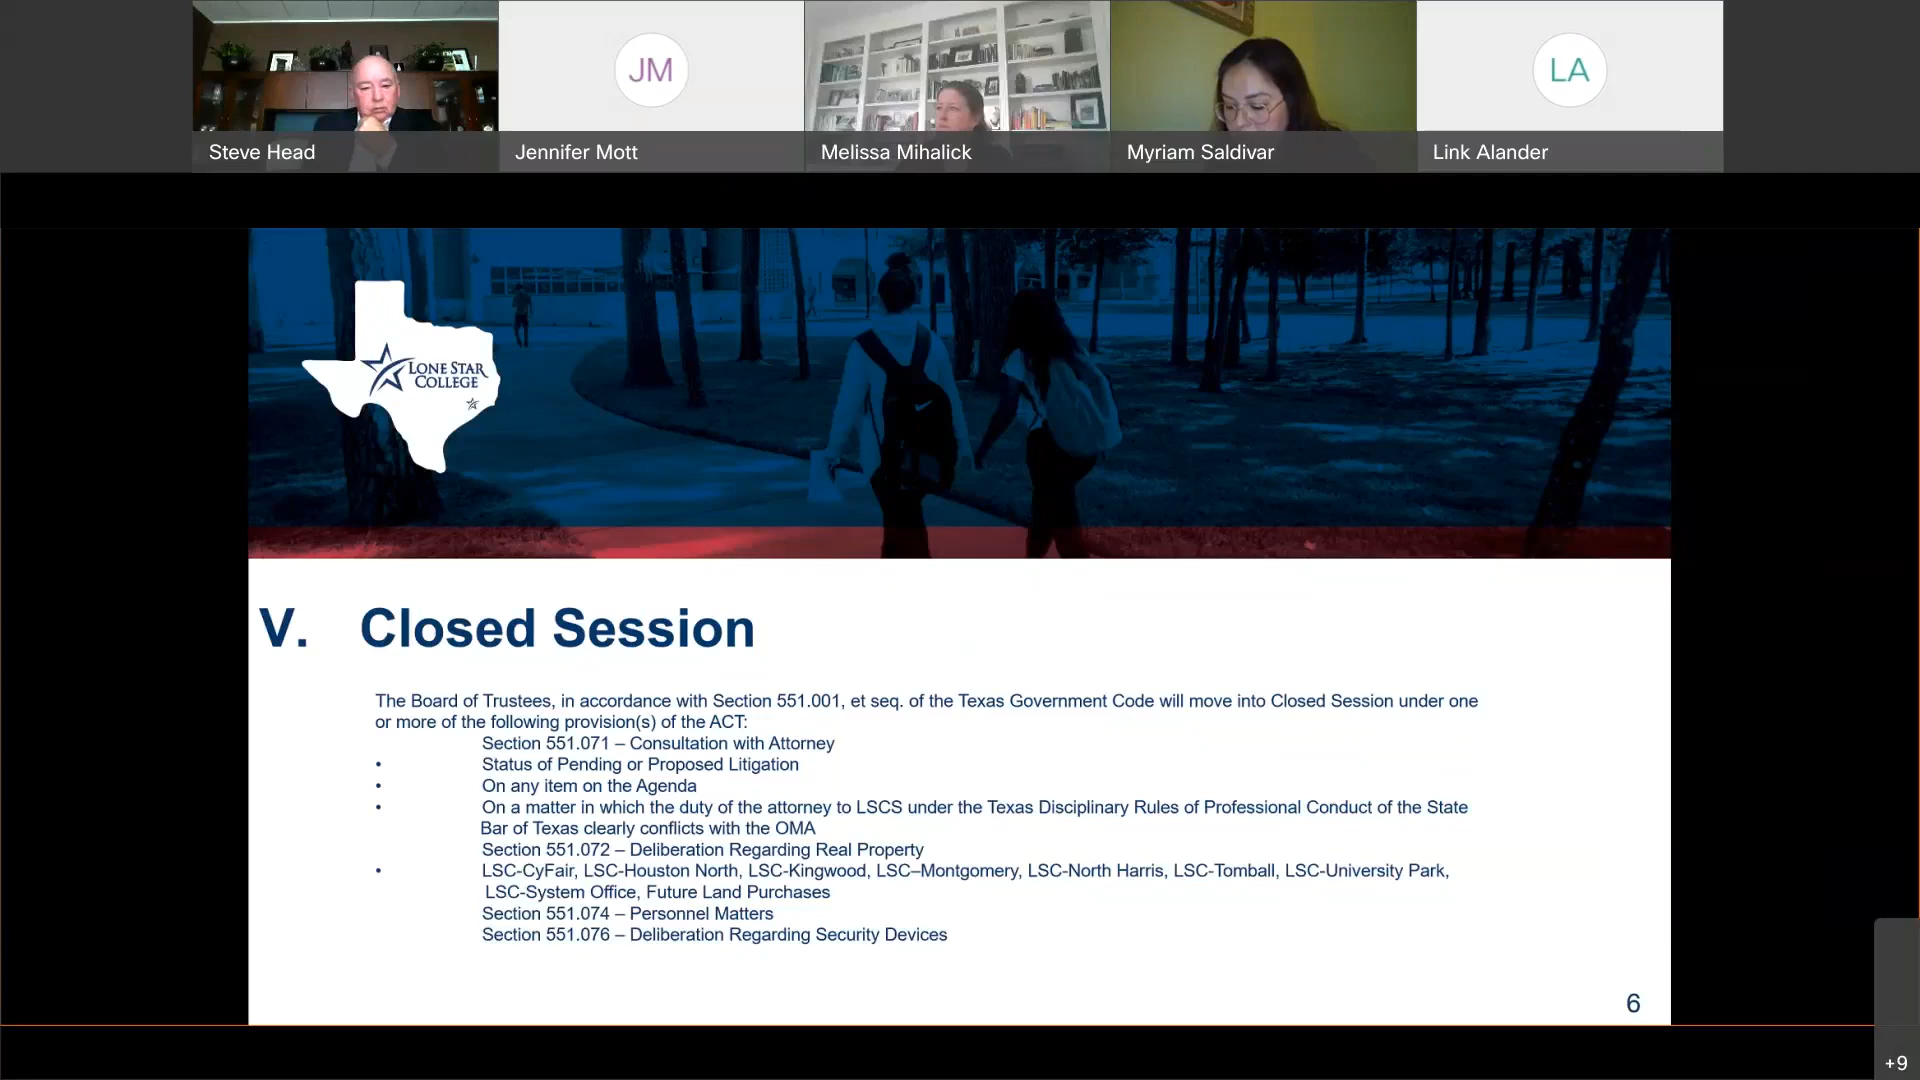 JM
LA
Steve Head
Jennifer Mott
Melissa Mihalick
Myriam Saldivar
Link Alander
LONE STAR
COLLEGE
V. Closed Session
The Board of Trustees, in accordance with Section 551.001, et seq. of the Texas Government Code will move into Closed Session under one
or more of the following provision(s) of the ACT:
Section 551.071 – Consultation with Attorney
• Status of Pending or Proposed Litigation
• On any item on the Agenda
• On a matter in which the duty of the attorney to LSCS under the Texas Disciplinary Rules of Professional Conduct of the State
Bar of Texas clearly conflicts with the OMA
Section 551.072 – Deliberation Regarding Real Property
• LSC-CyFair, LSC-Houston North, LSC-Kingwood, LSC–Montgomery, LSC-North Harris, LSC-Tomball, LSC-University Park,
LSC-System Office, Future Land Purchases
Section 551.074 – Personnel Matters
Section 551.076 – Deliberation Regarding Security Devices
6
+9